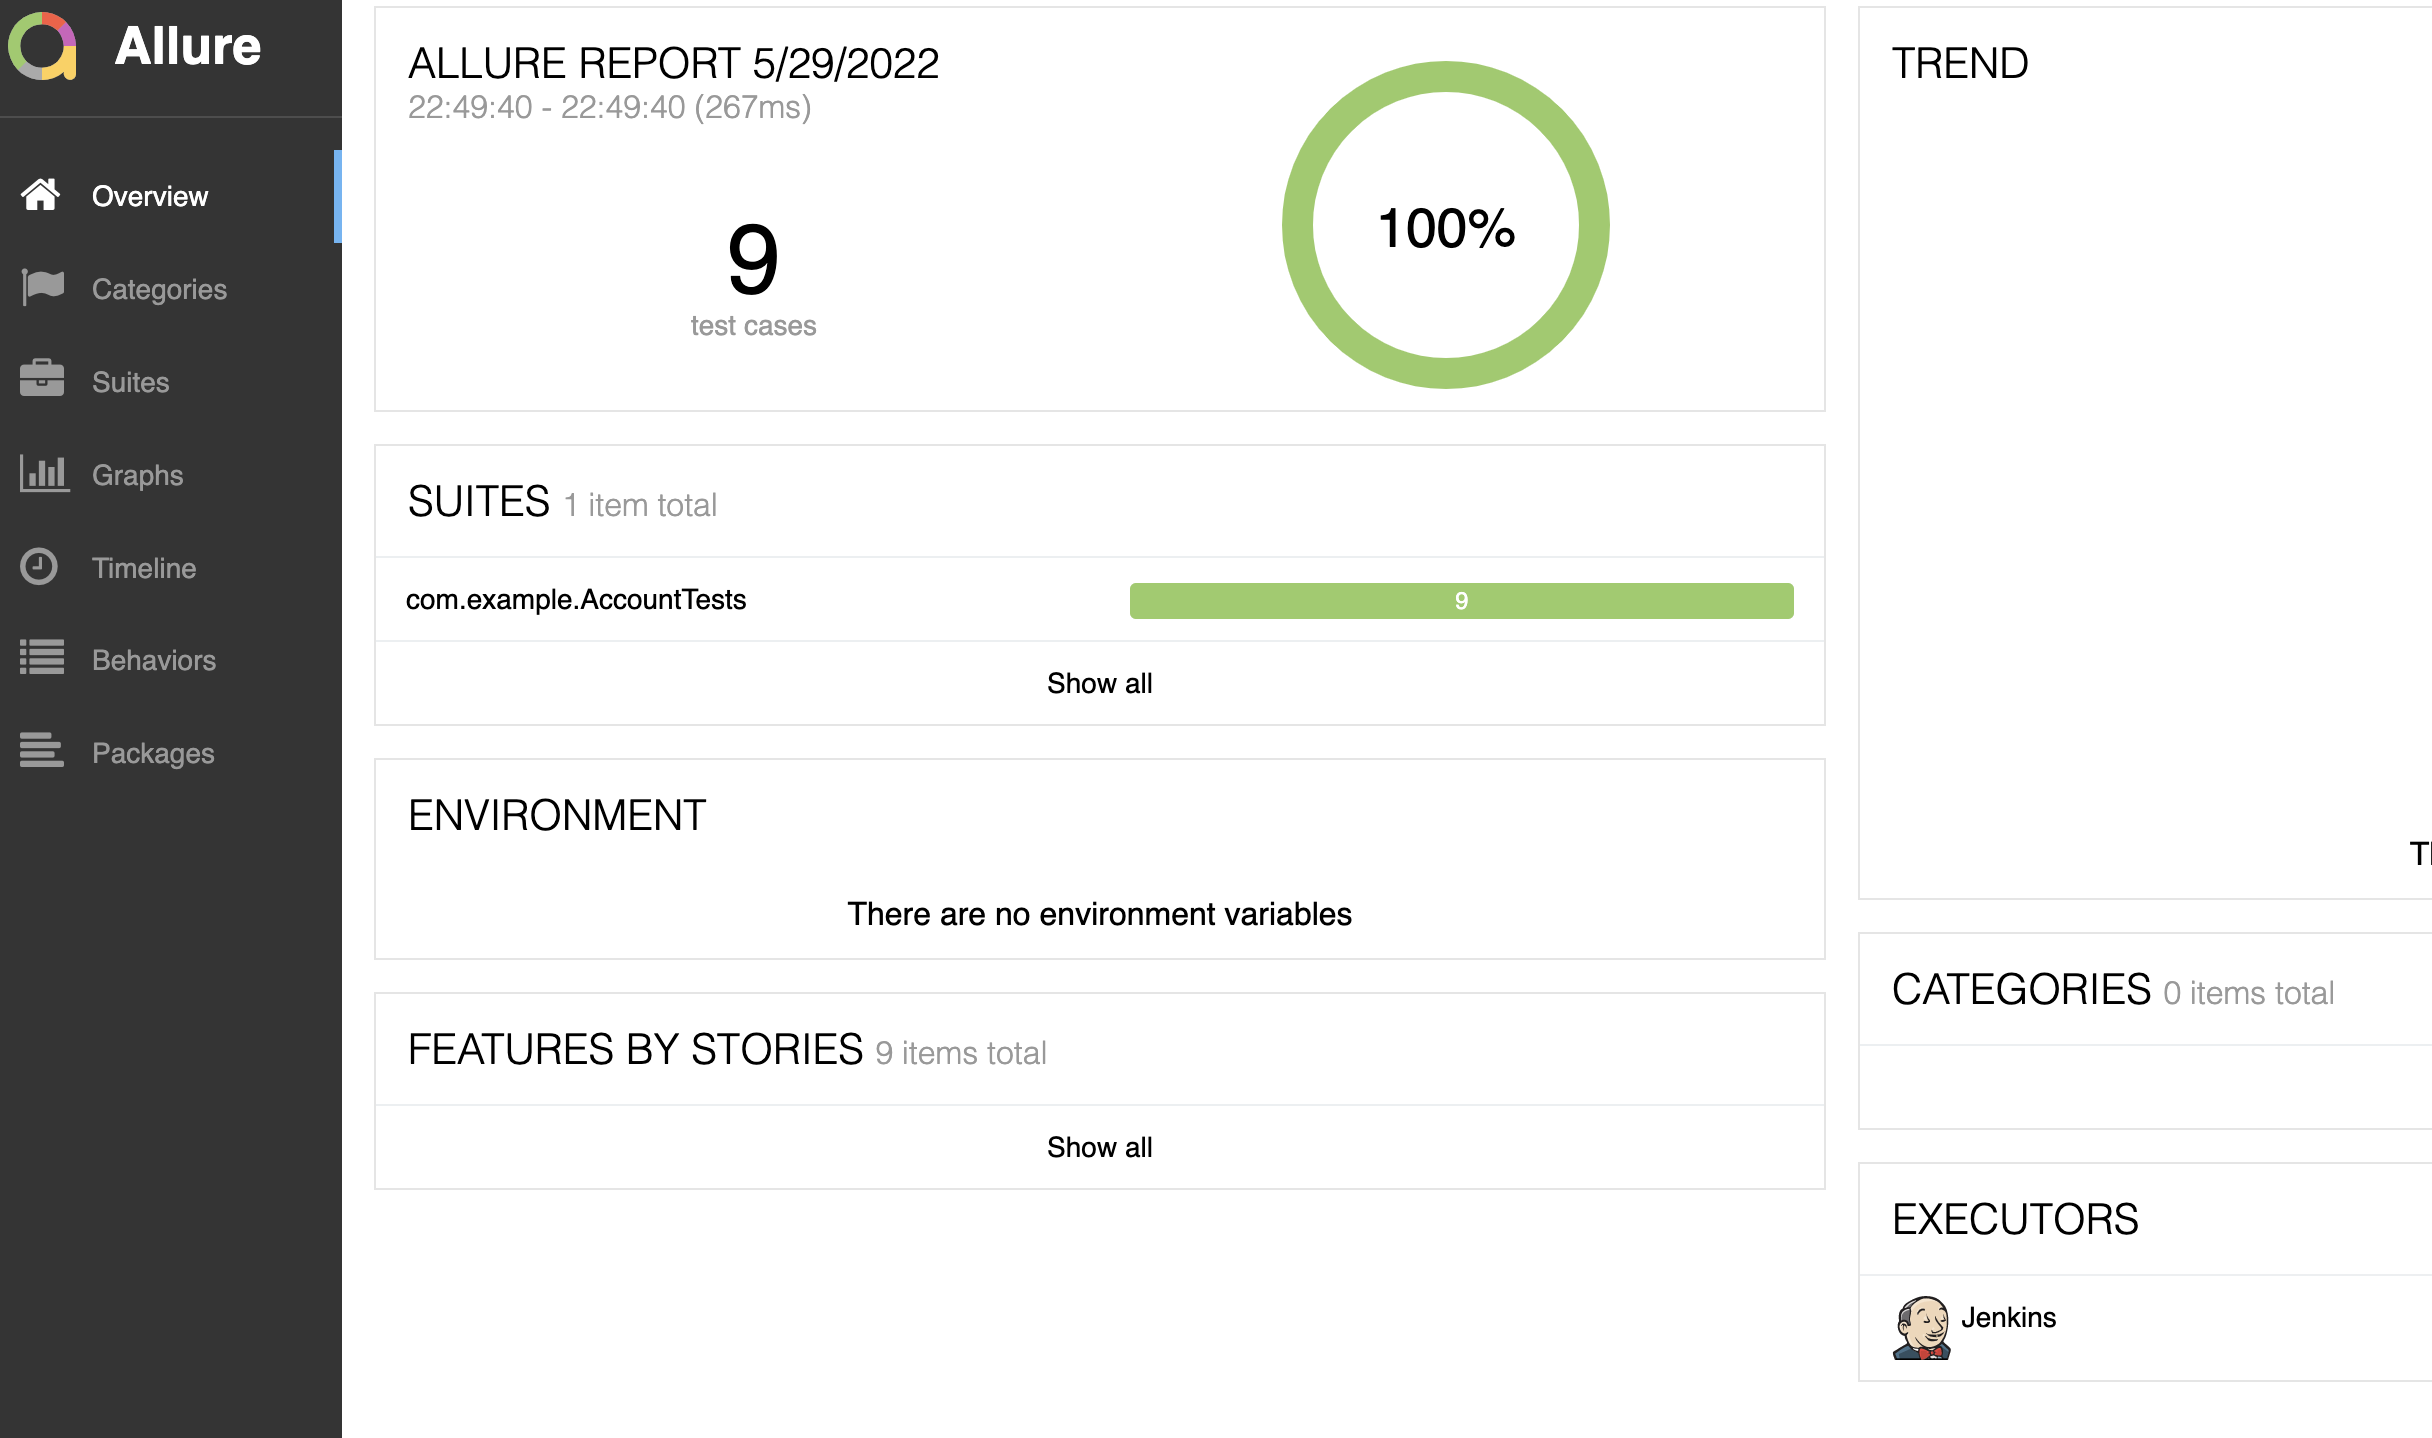 Allure
Overview
Categories
Suites
Graphs
Timeline
Behaviors
Packages
ALLURE REPORT 5/29/2022
22:49:40 - 22:49:40 (267ms)
9
test cases
100%
SUITES 1 item total
com.example.AccountTests 9
Show all
ENVIRONMENT
There are no environment variables
FEATURES BY STORIES 9 items total
Show all
TREND
CATEGORIES 0 items total
EXECUTORS
Jenkins